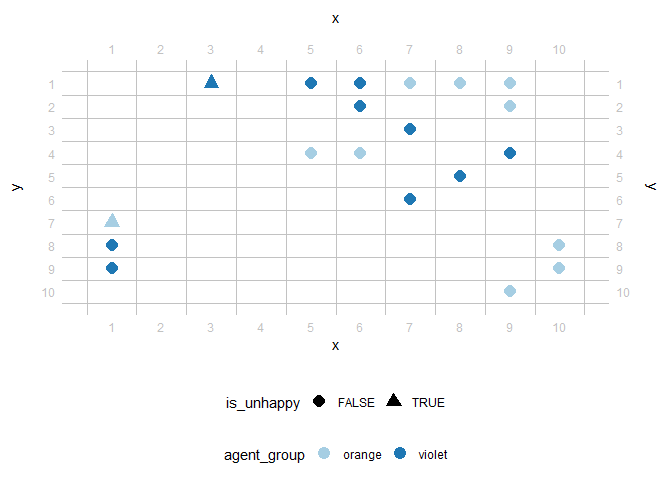 x
1 2 3 4 5 6 7 8 9 10
1 1
2 2
3 3
4 4
5 5
y 6 6 y
7 7
8 8
9 9
10 10
1 2 3 4 5 6 7 8 9 10
x
is_unhappy FALSE TRUE
agent_group orange violet